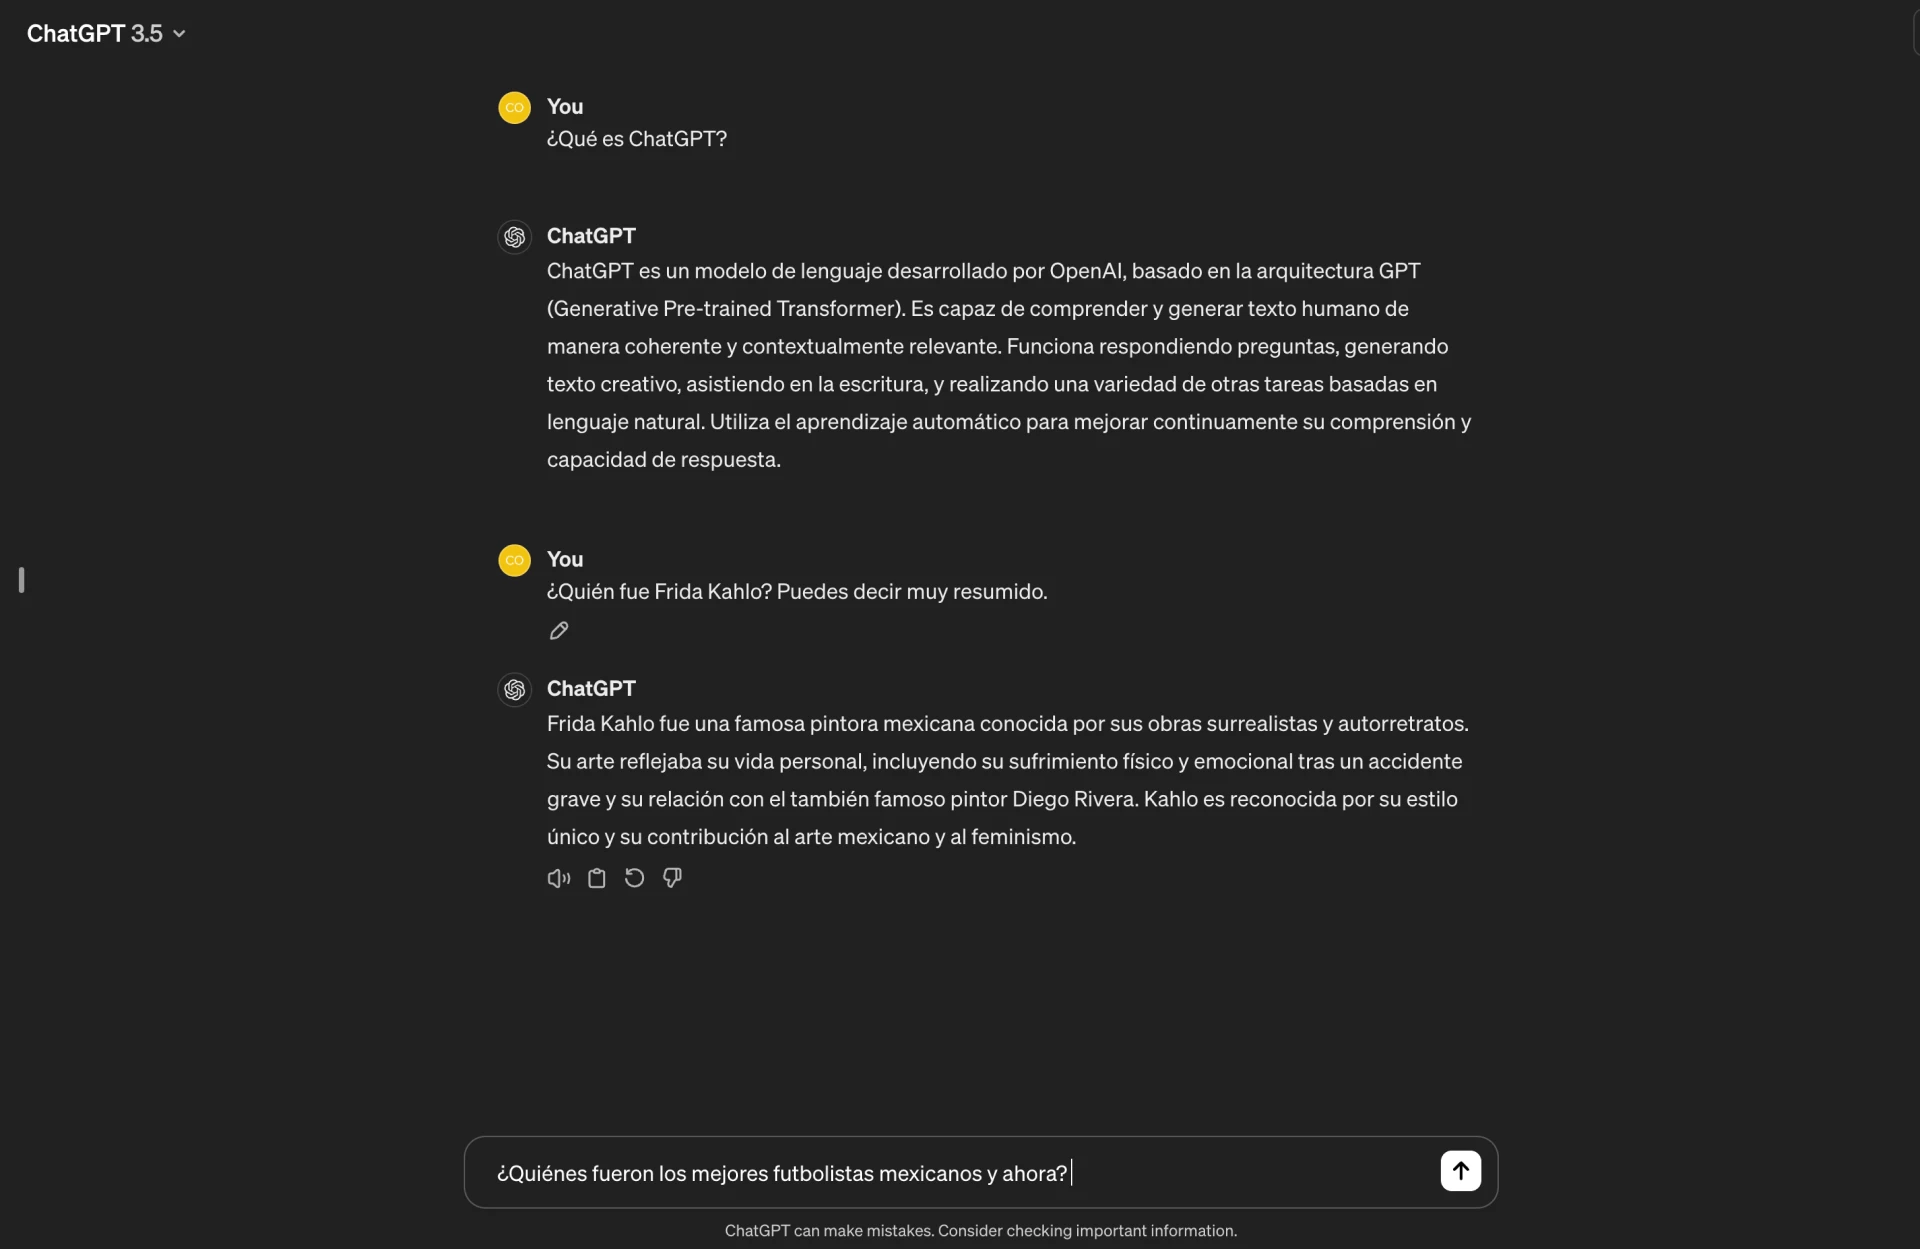 ChatGPT 3.5
CO
You
¿Qué es ChatGPT?
ChatGPT
ChatGPT es un modelo de lenguaje desarrollado por OpenAI, basado en la arquitectura GPT
(Generative Pre-trained Transformer). Es capaz de comprender y generar texto humano de
manera coherente y contextualmente relevante. Funciona respondiendo preguntas, generando
texto creativo, asistiendo en la escritura, y realizando una variedad de otras tareas basadas en
lenguaje natural. Utiliza el aprendizaje automático para mejorar continuamente su comprensión y
capacidad de respuesta.
CO
You
¿Quién fue Frida Kahlo? Puedes decir muy resumido.
ChatGPT
Frida Kahlo fue una famosa pintora mexicana conocida por sus obras surrealistas y autorretratos.
Su arte reflejaba su vida personal, incluyendo su sufrimiento físico y emocional tras un accidente
grave y su relación con el también famoso pintor Diego Rivera. Kahlo es reconocida por su estilo
único y su contribución al arte mexicano y al feminismo.
¿Quiénes fueron los mejores futbolistas mexicanos y ahora?
ChatGPT can make mistakes. Consider checking important information.